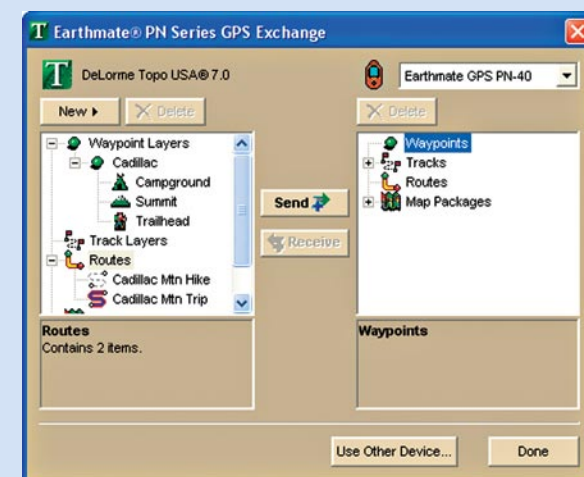 Earthmate® PN Series GPS Exchange
DeLorme Topo USA® 7.0
Earthmate GPS PN-40
New
Delete
Delete
Waypoint Layers
Cadillac
Campground
Summit
Trailhead
Track Layers
Routes
Cadillac Mtn Hike
Cadillac Mtn Trip
Send
Receive
Waypoints
Tracks
Routes
Map Packages
Routes
Contains 2 items.
Waypoints
Use Other Device...
Done